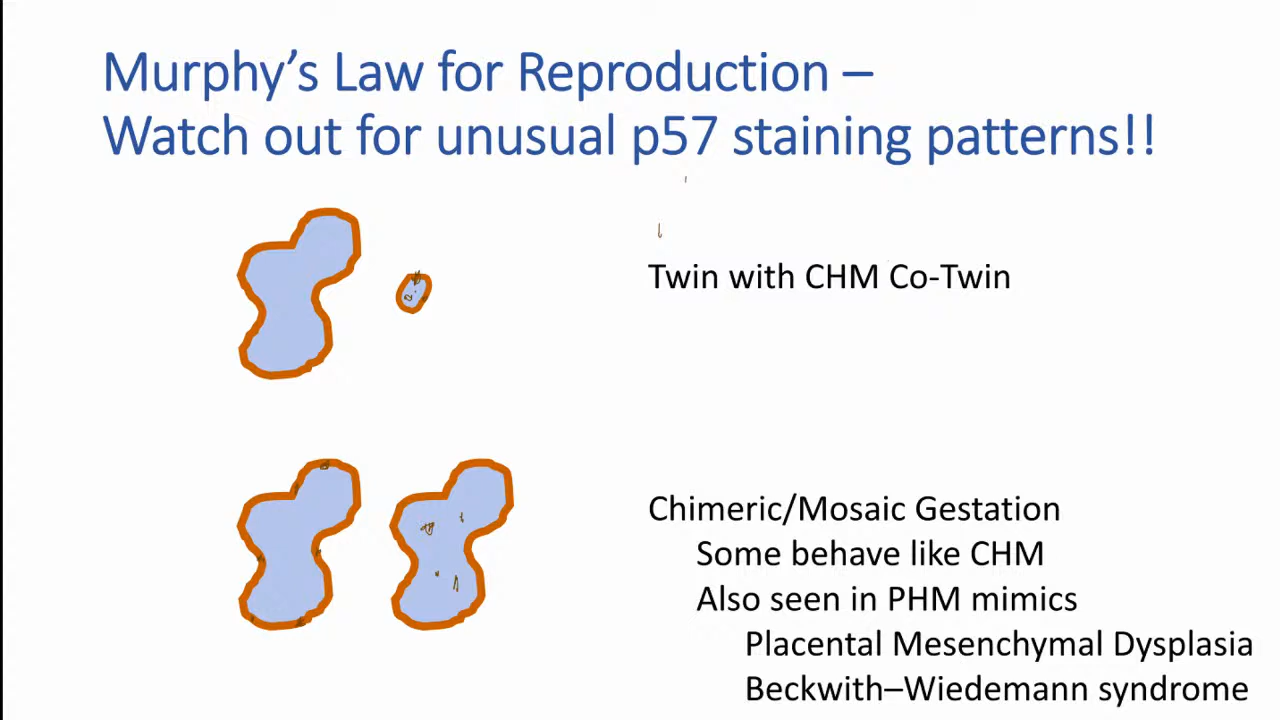 Murphy’s Law for Reproduction –
Watch out for unusual p57 staining patterns!!
Twin with CHM Co-Twin
Chimeric/Mosaic Gestation
Some behave like CHM
Also seen in PHM mimics
Placental Mesenchymal Dysplasia
Beckwith–Wiedemann syndrome